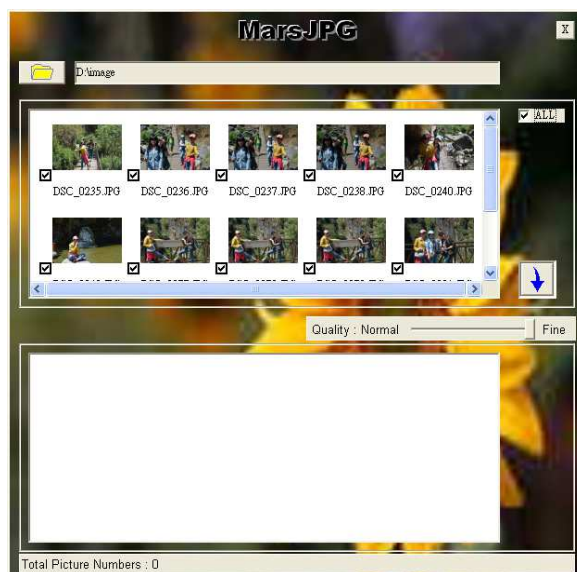 MarsJPG
X
D:\image
ALL
DSC_0235.JPG DSC_0236.JPG DSC_0237.JPG DSC_0238.JPG DSC_0240.JPG
Quality : Normal Fine
Total Picture Numbers : 0